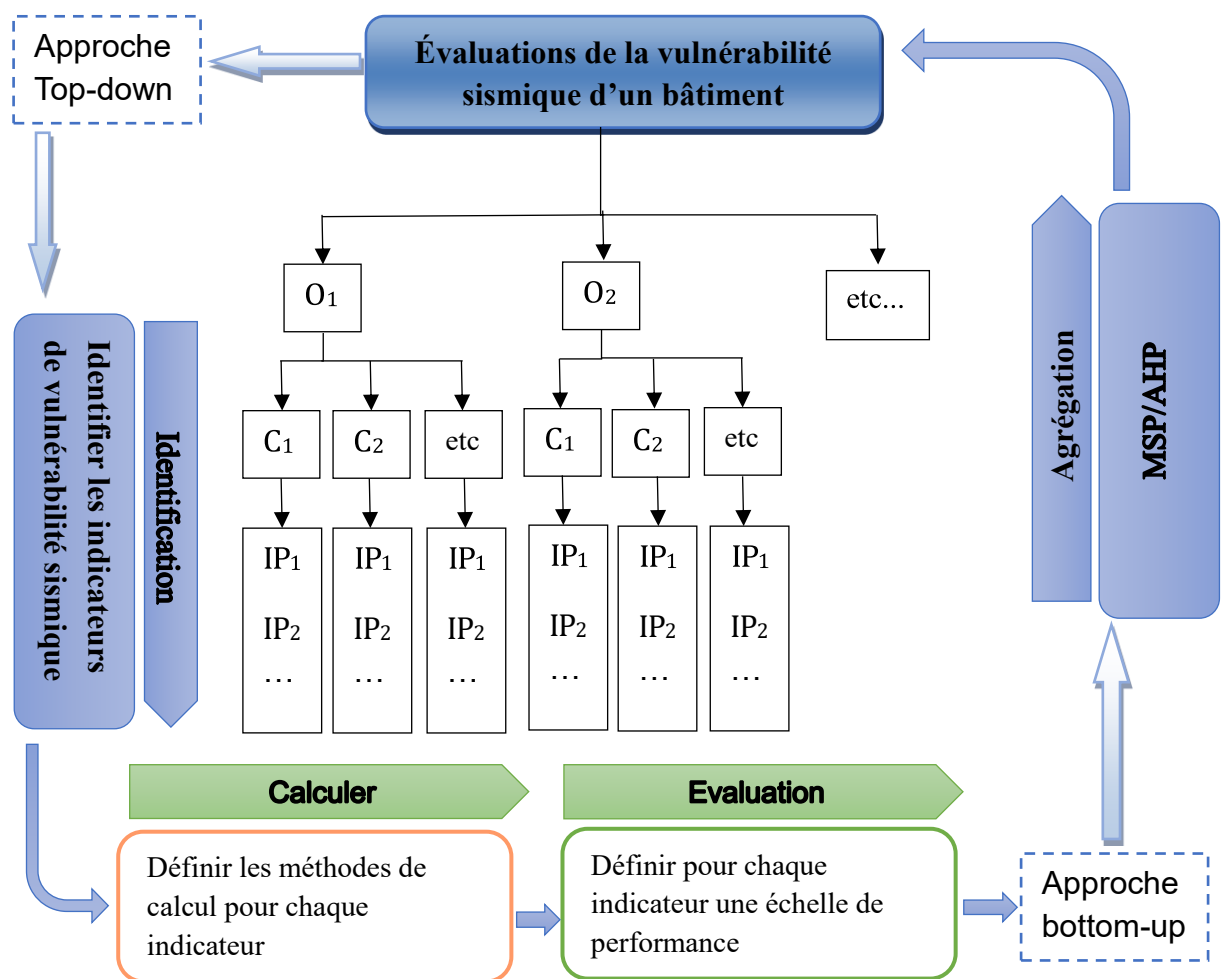 Approche
Top-down
Évaluations de la vulnérabilité
sismique d’un bâtiment
O1
O2
etc...
C1
C2
etc
C1
C2
etc
IP1
IP2
…
IP1
IP2
…
IP1
IP2
…
IP1
IP2
…
IP1
IP2
…
IP1
IP2
…
Identifier les indicateurs
de vulnérabilité sismique
Identification
Agrégation
MSP/AHP
Calculer
Evaluation
Définir les méthodes de
calcul pour chaque
indicateur
Définir pour chaque
indicateur une échelle de
performance
Approche
bottom-up